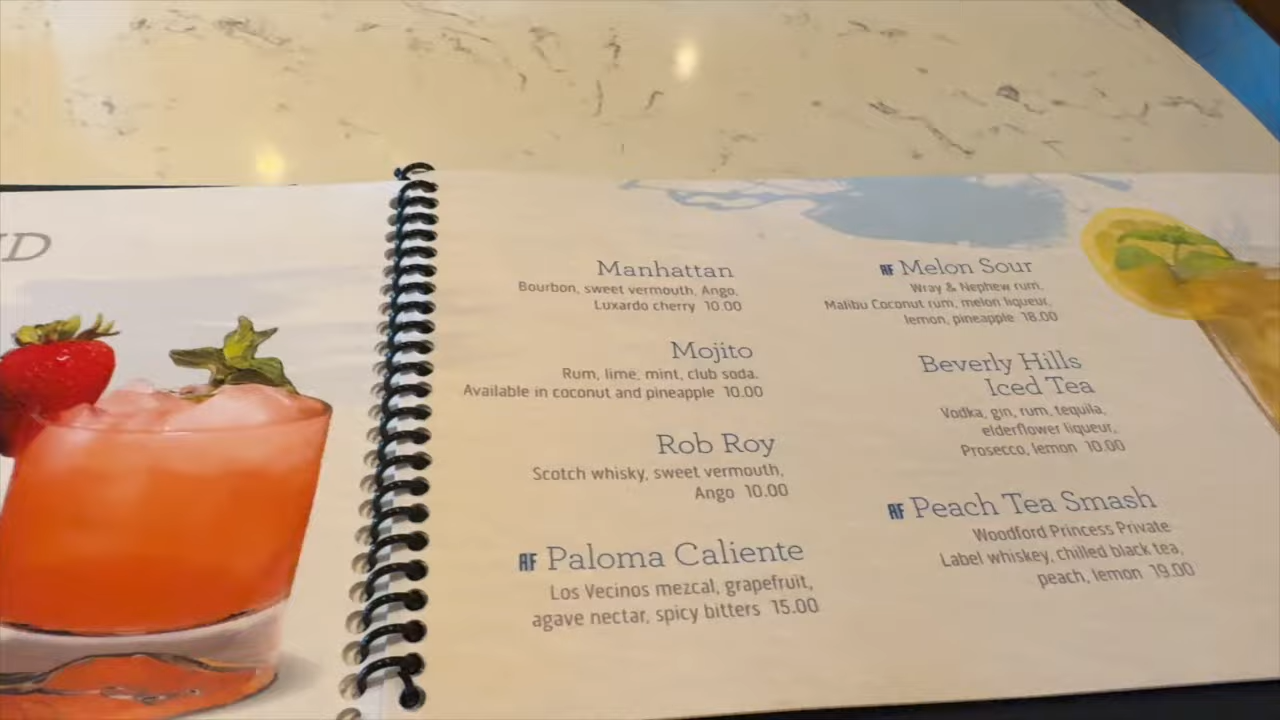 Manhattan
Bourbon, sweet vermouth, Ango,
Luxardo cherry 10.00
Mojito
Rum, lime, mint, club soda.
Available in coconut and pineapple 10.00
Rob Roy
Scotch whisky, sweet vermouth,
Ango 10.00
AF Paloma Caliente
Los Vecinos mezcal, grapefruit,
agave nectar, spicy bitters 15.00
AF Melon Sour
Wray & Nephew rum,
Malibu Coconut rum, melon liqueur,
lemon, pineapple 18.00
Beverly Hills
Iced Tea
Vodka, gin, rum, tequila,
elderflower liqueur,
Prosecco, lemon 10.00
AF Peach Tea Smash
Woodford Princess Private
Label whiskey, chilled black tea,
peach, lemon 19.00